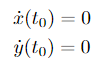 ẋ(t₀) = 0
ẏ(t₀) = 0